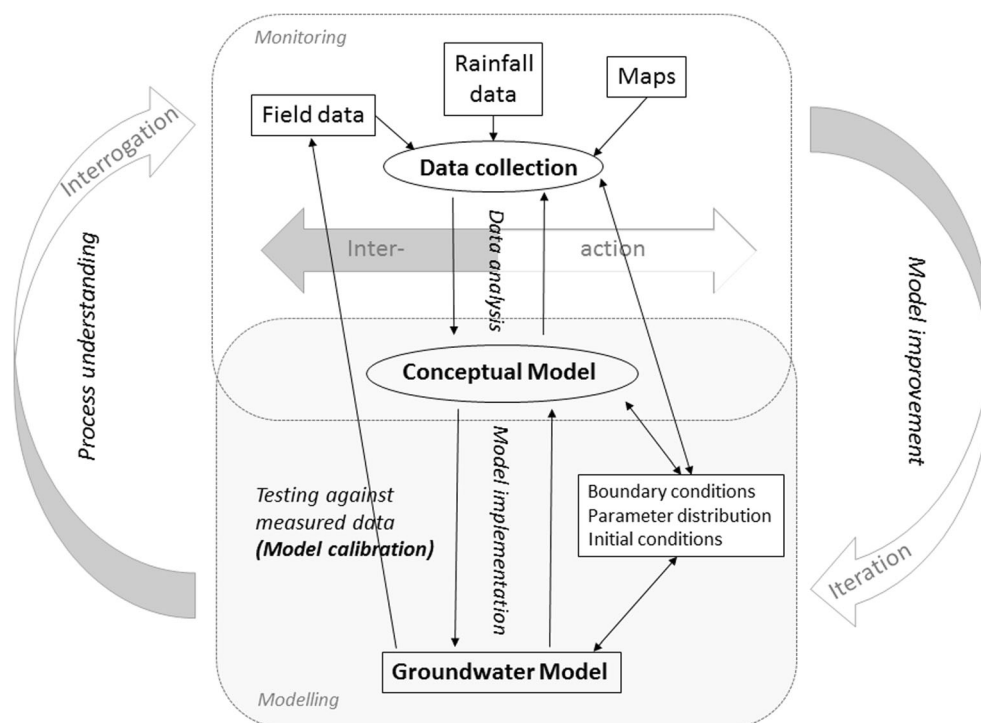 Monitoring
Rainfall
data
Maps
Field data
Data collection
Interrogation
Inter-
action
Data analysis
Process understanding
Model improvement
Conceptual Model
Model implementation
Testing against
measured data
(Model calibration)
Boundary conditions
Parameter distribution
Initial conditions
Iteration
Groundwater Model
Modelling